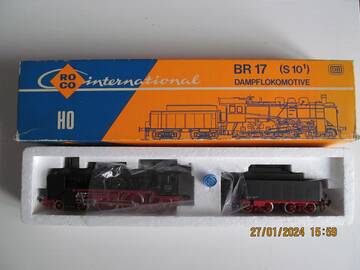 ROCO international
BR 17 (S 10¹)
DAMPFLOKOMOTIVE
DB
HO
27/01/2024 15=59